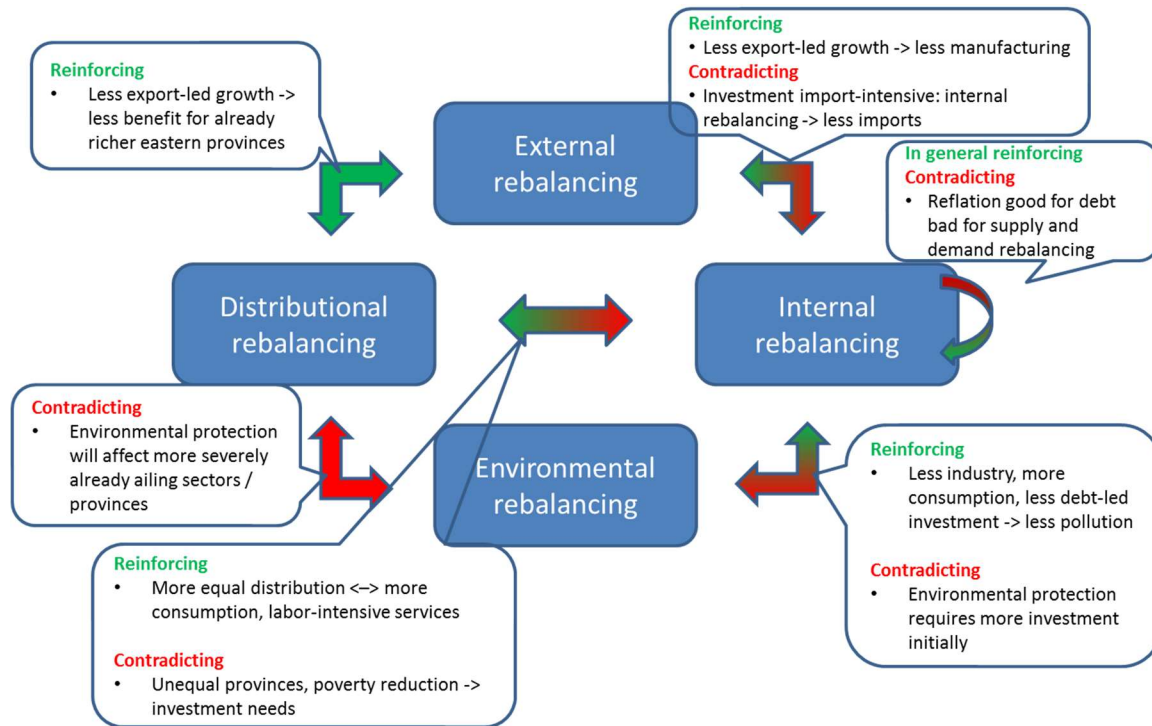 Reinforcing
• Less export-led growth ->
less benefit for already
richer eastern provinces
External
rebalancing
Reinforcing
• Less export-led growth -> less manufacturing
Contradicting
• Investment import-intensive: internal
rebalancing -> less imports
In general reinforcing
Contradicting
• Reflation good for debt
bad for supply and
demand rebalancing
Distributional
rebalancing
Internal
rebalancing
Contradicting
• Environmental protection
will affect more severely
already ailing sectors /
provinces
Environmental
rebalancing
Reinforcing
• Less industry, more
consumption, less debt-led
investment -> less pollution
Contradicting
• Environmental protection
requires more investment
initially
Reinforcing
• More equal distribution <–> more
consumption, labor-intensive services
Contradicting
• Unequal provinces, poverty reduction ->
investment needs